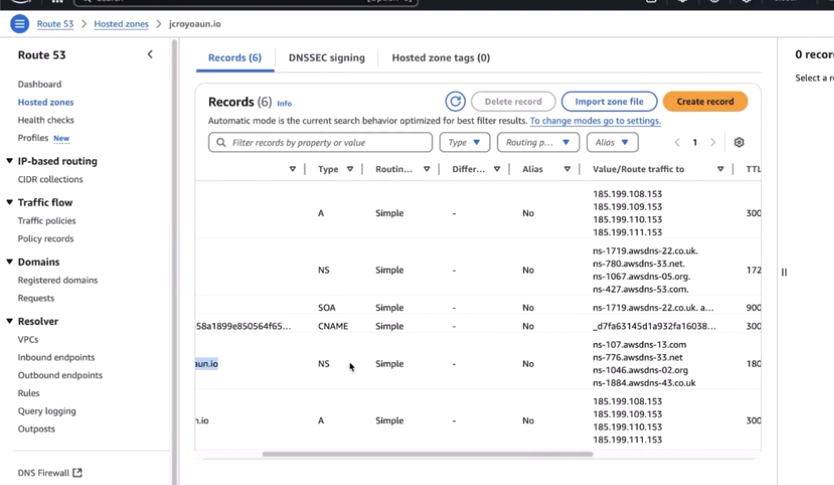 Route 53 > Hosted zones > jcroyoaun.io
Route 53
Dashboard
Hosted zones
Health checks
Profiles New
IP-based routing
CIDR collections
Traffic flow
Traffic policies
Policy records
Domains
Registered domains
Requests
Resolver
VPCs
Inbound endpoints
Outbound endpoints
Rules
Query logging
Outposts
DNS Firewall
Records (6) DNSSEC signing Hosted zone tags (0)
Records (6) Info
Delete record Import zone file Create record
Automatic mode is the current search behavior optimized for best filter results. To change modes go to settings.
Filter records by property or value Type Routing p... Alias 1
Type Routin... Differ... Alias Value/Route traffic to TTL
A Simple - No 185.199.108.153
185.199.109.153
185.199.110.153
185.199.111.153
300
NS Simple - No ns-1719.awsdns-22.co.uk.
ns-780.awsdns-33.net.
ns-1067.awsdns-05.org.
ns-427.awsdns-53.com.
172
SOA Simple - No ns-1719.awsdns-22.co.uk. a... 900
58a1899e850564f65... CNAME Simple - No _d7fa63145d1a932fa16038... 300
aun.io NS Simple - No ns-107.awsdns-13.com
ns-776.awsdns-33.net
ns-1046.awsdns-02.org
ns-1884.awsdns-43.co.uk
180
n.io A Simple - No 185.199.108.153
185.199.109.153
185.199.110.153
185.199.111.153
300
0 recor
Select a r